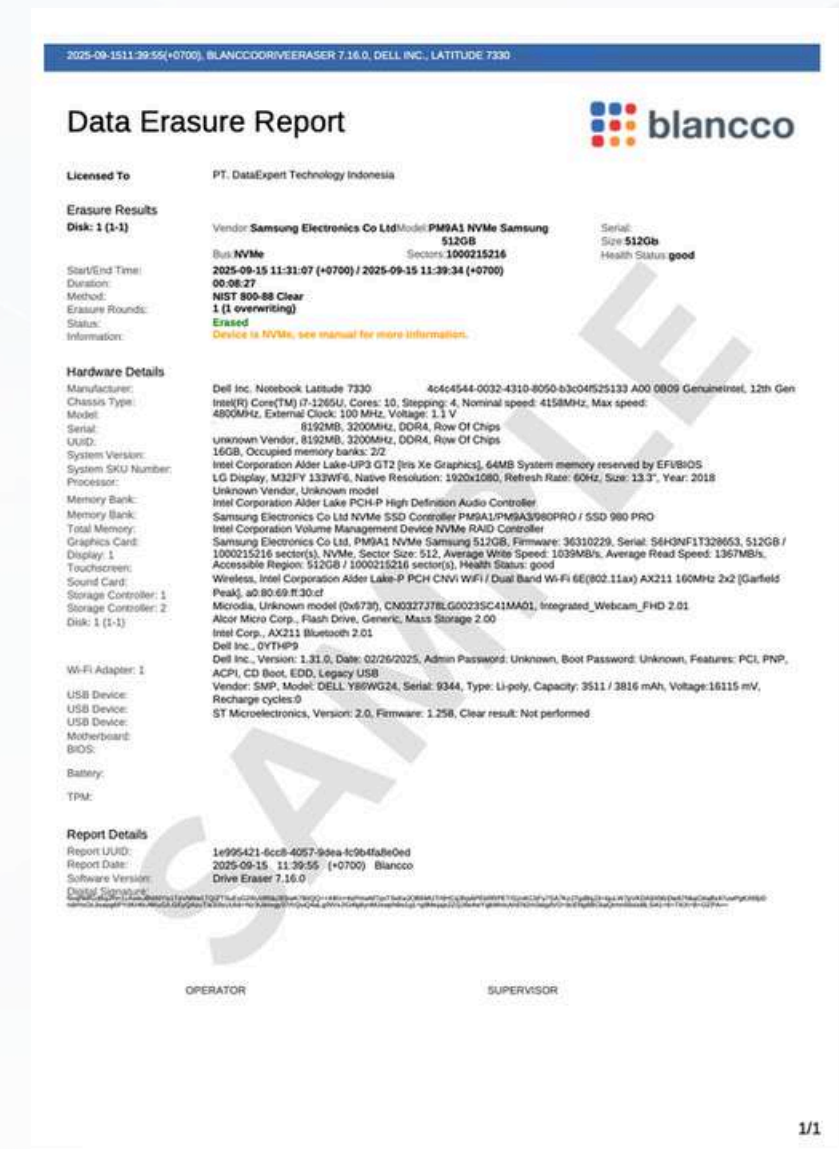 2025-09-1511:39:55(+0700), BLANCCODRIVEERASER 7.16.0, DELL INC., LATITUDE 7330
Data Erasure Report
blancco
Licensed To PT. DataExpert Technology Indonesia
Erasure Results
Disk: 1 (1-1) Vendor:Samsung Electronics Co LtdModel:PM9A1 NVMe Samsung Serial:
512GB Size:512Gb
Bus:NVMe Sectors:1000215216 Health Status:good
Start/End Time: 2025-09-15 11:31:07 (+0700) / 2025-09-15 11:39:34 (+0700)
Duration: 00:08:27
Method: NIST 800-88 Clear
Erasure Rounds: 1 (1 overwriting)
Status: Erased
Information: Device is NVMe, see manual for more information.
Hardware Details
Manufacturer: Dell Inc. Notebook Latitude 7330 4c4c4544-0032-4310-8050-b3c04f525133 A00 0B09 GenuineIntel, 12th Gen
Chassis Type: Intel(R) Core(TM) i7-1265U, Cores: 10, Stepping: 4, Nominal speed: 4158MHz, Max speed:
Model: 4800MHz, External Clock: 100 MHz, Voltage: 1.1 V
Serial: 8192MB, 3200MHz, DDR4, Row Of Chips
UUID: unknown Vendor, 8192MB, 3200MHz, DDR4, Row Of Chips
System Version: 16GB, Occupied memory banks: 2/2
System SKU Number: Intel Corporation Alder Lake-UP3 GT2 [Iris Xe Graphics], 64MB System memory reserved by EFI/BIOS
Processor: LG Display, M32FY 133WF6, Native Resolution: 1920x1080, Refresh Rate: 60Hz, Size: 13.3", Year: 2018
Unknown Vendor, Unknown model
Memory Bank: Intel Corporation Alder Lake PCH-P High Definition Audio Controller
Memory Bank: Samsung Electronics Co Ltd NVMe SSD Controller PM9A1/PM9A3/980PRO / SSD 980 PRO
Total Memory: Intel Corporation Volume Management Device NVMe RAID Controller
Graphics Card: Samsung Electronics Co Ltd, PM9A1 NVMe Samsung 512GB, Firmware: 36310229, Serial: S6H3NF1T328653, 512GB /
Display: 1 1000215216 sector(s), NVMe, Sector Size: 512, Average Write Speed: 1039MB/s, Average Read Speed: 1367MB/s,
Touchscreen: Accessible Region: 512GB / 1000215216 sector(s), Health Status: good
Sound Card: Wireless, Intel Corporation Alder Lake-P PCH CNVi WiFi / Dual Band Wi-Fi 6E(802.11ax) AX211 160MHz 2x2 [Garfield
Storage Controller: 1 Peak], a0:80:69:ff:30:cf
Storage Controller: 2 Microdia, Unknown model (0x673f), CN0327J78LG0023SC41MA01, Integrated_Webcam_FHD 2.01
Disk: 1 (1-1) Alcor Micro Corp., Flash Drive, Generic, Mass Storage 2.00
Intel Corp., AX211 Bluetooth 2.01
Dell Inc., 0YTHP9
Dell Inc., Version: 1.31.0, Date: 02/26/2025, Admin Password: Unknown, Boot Password: Unknown, Features: PCI, PNP,
Wi-Fi Adapter: 1 ACPI, CD Boot, EDD, Legacy USB
Vendor: SMP, Model: DELL Y86WG24, Serial: 9344, Type: Li-poly, Capacity: 3511 / 3816 mAh, Voltage:16115 mV,
USB Device: Recharge cycles:0
USB Device: ST Microelectronics, Version: 2.0, Firmware: 1.258, Clear result: Not performed
USB Device:
Motherboard:
BIOS:
Battery:
TPM:
Report Details
Report UUID: 1e995421-6cc8-4057-9dea-fc9b4fa8e0ed
Report Date: 2025-09-15 11:39:55 (+0700) Blancco
Software Version: Drive Eraser 7.16.0
Digital Signature:
SAMPLE
OPERATOR SUPERVISOR
1/1